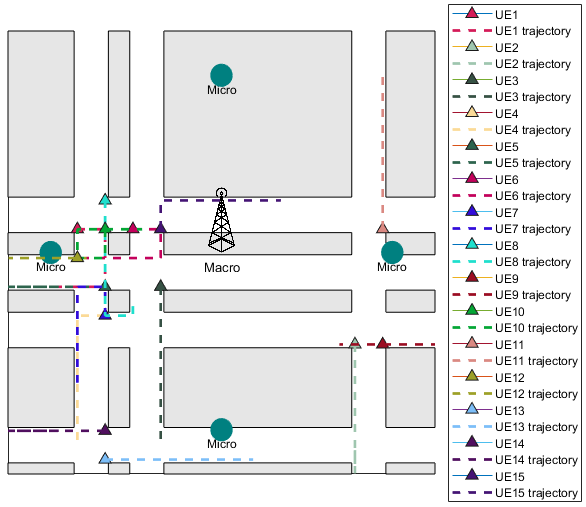 Micro
Micro
Macro
Micro
Micro
UE1
UE1 trajectory
UE2
UE2 trajectory
UE3
UE3 trajectory
UE4
UE4 trajectory
UE5
UE5 trajectory
UE6
UE6 trajectory
UE7
UE7 trajectory
UE8
UE8 trajectory
UE9
UE9 trajectory
UE10
UE10 trajectory
UE11
UE11 trajectory
UE12
UE12 trajectory
UE13
UE13 trajectory
UE14
UE14 trajectory
UE15
UE15 trajectory